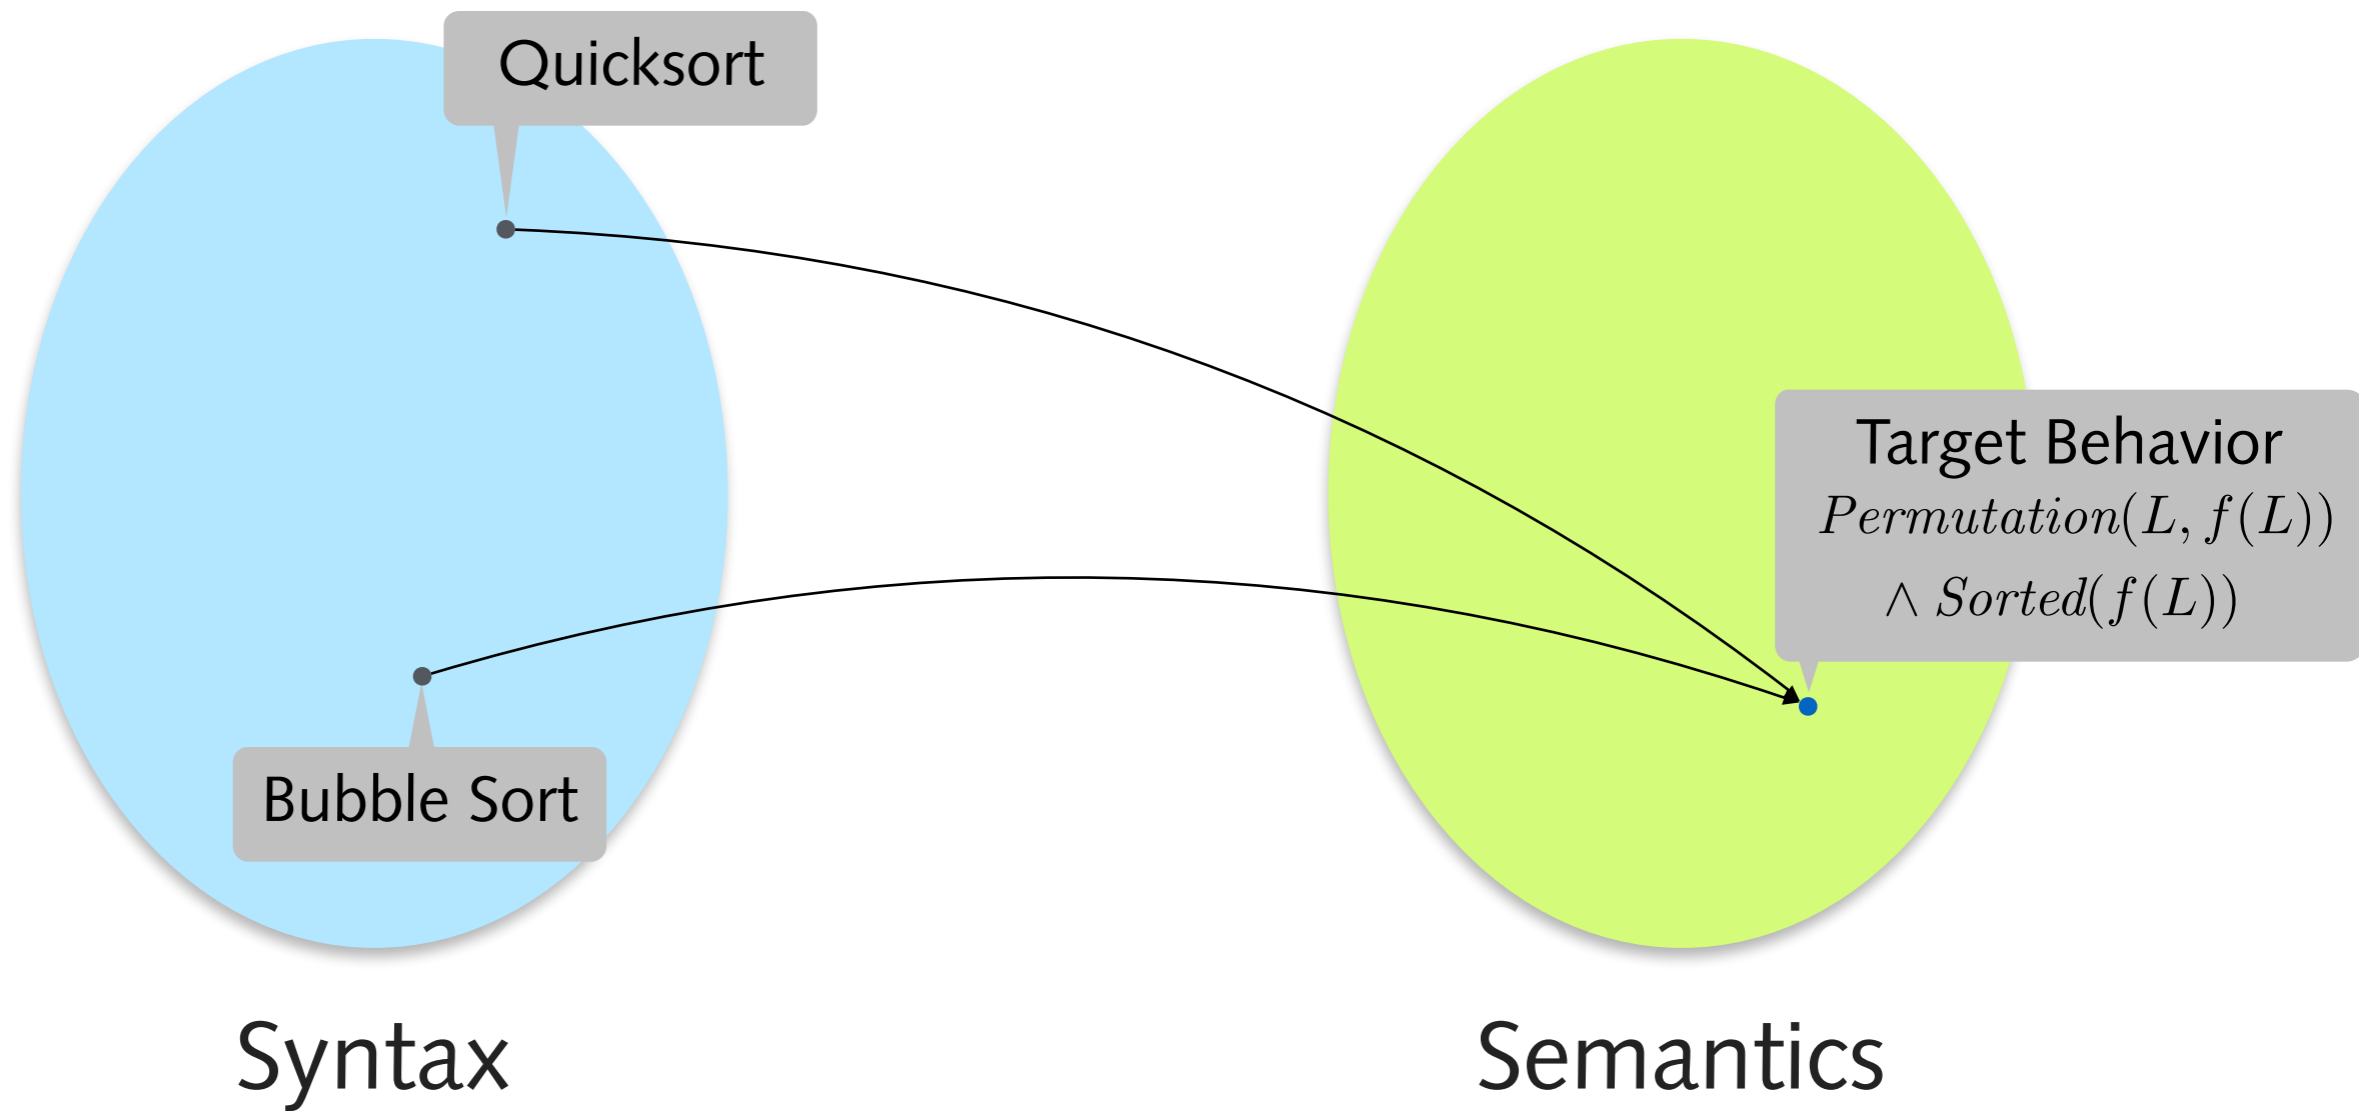 Quicksort
Target Behavior
Permutation(L, f(L))
∧ Sorted(f(L))
Bubble Sort
Syntax
Semantics